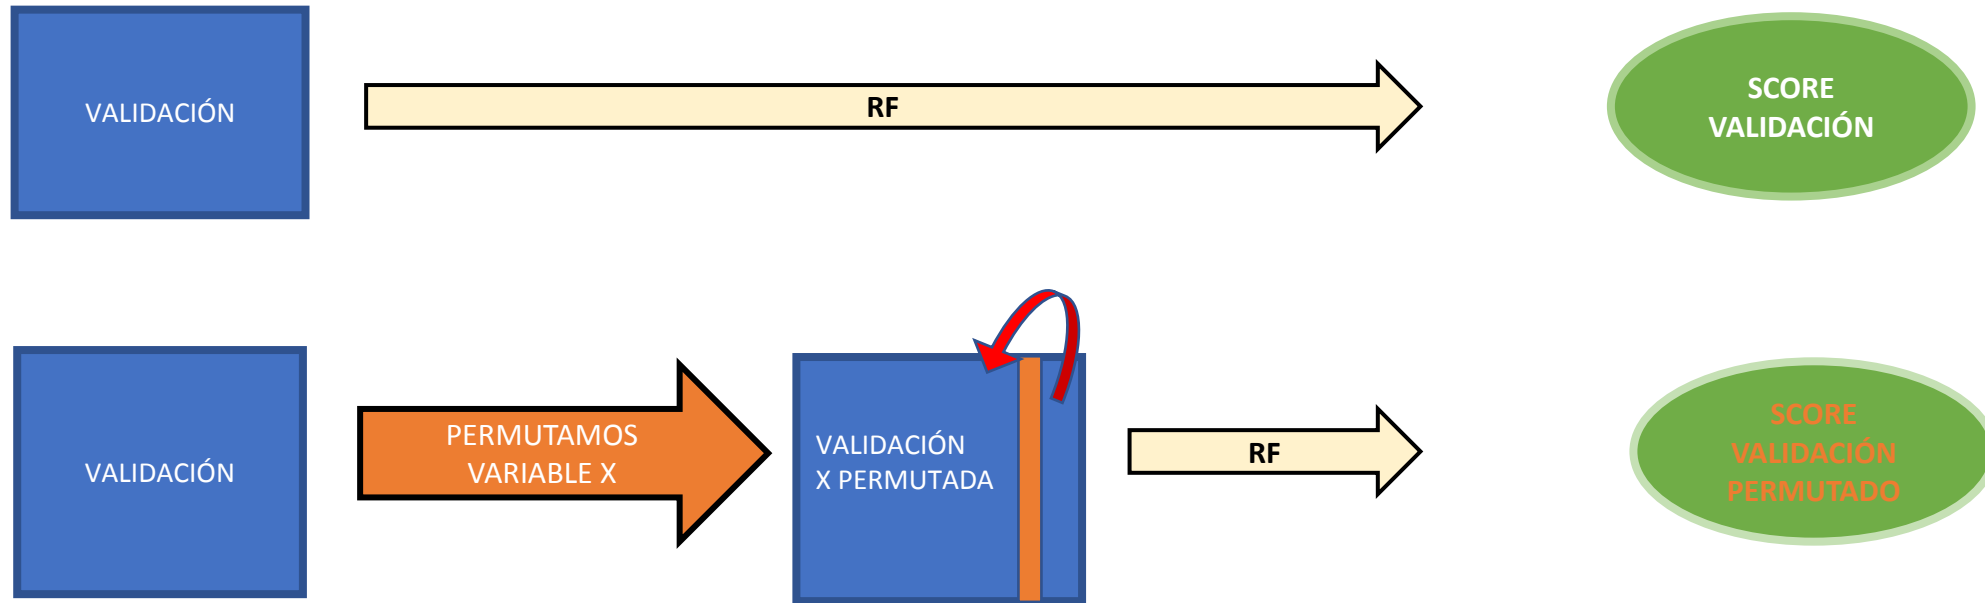 VALIDACIÓN
RF
SCORE
VALIDACIÓN
VALIDACIÓN
PERMUTAMOS
VARIABLE X
VALIDACIÓN
X PERMUTADA
RF
SCORE
VALIDACIÓN
PERMUTADO